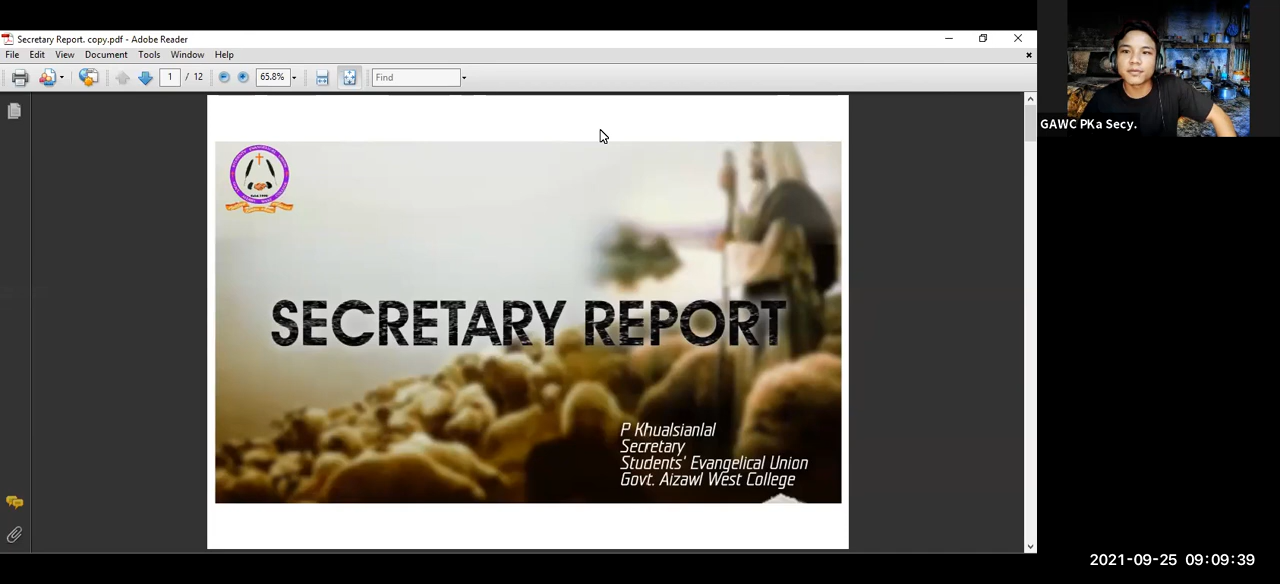 Secretary Report. copy.pdf - Adobe Reader
File Edit View Document Tools Window Help
1 / 12 65.8% Find
SECRETARY REPORT
P Khualsianlal
Secretary
Students' Evangelical Union
Govt. Aizawl West College
GAWC PKa Secy.
2021-09-25 09:09:39